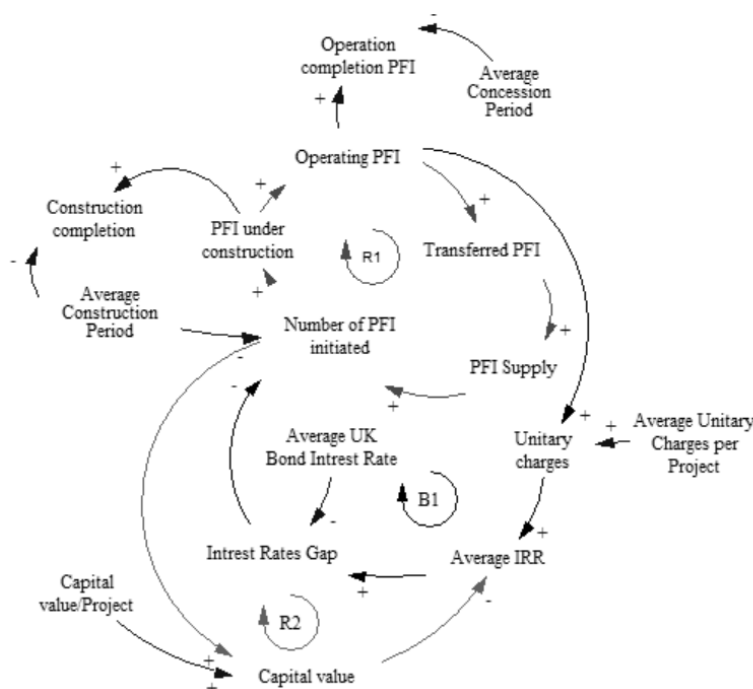 -
Operation
completion PFI
Average
Concession
Period
+
Operating PFI
+
+
+
Construction
completion
PFI under
construction
R1
Transferred PFI
-
+
Average
Construction
Period
Number of PFI
initiated
+
-
-
PFI Supply
+
Average UK
Bond Intrest Rate
+
+
Unitary
charges
Average Unitary
Charges per
Project
B1
-
+
Intrest Rates Gap
Average IRR
+
-
Capital
value/Project
R2
+
+
Capital value